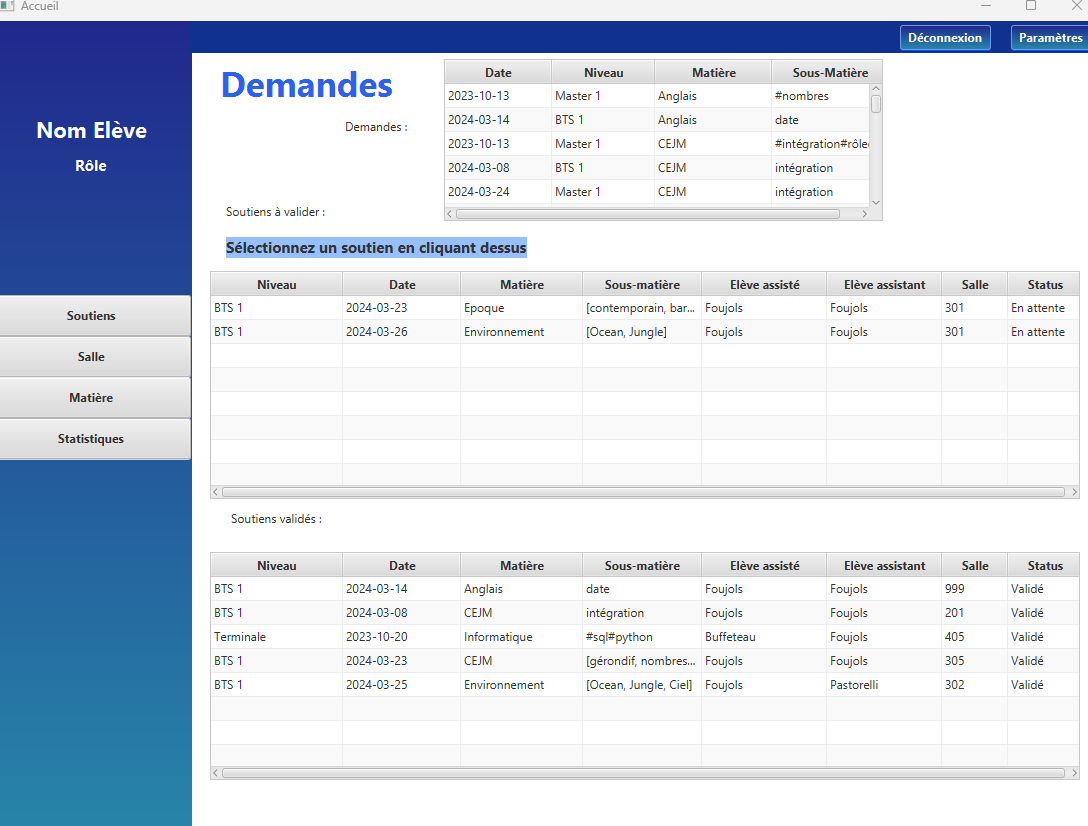 Accueil
Déconnexion Paramètres
Nom Elève
Rôle
Soutiens
Salle
Matière
Statistiques
Demandes
Demandes :
Date Niveau Matière Sous-Matière
2023-10-13 Master 1 Anglais #nombres
2024-03-14 BTS 1 Anglais date
2023-10-13 Master 1 CEJM #intégration#rôle
2024-03-08 BTS 1 CEJM intégration
2024-03-24 Master 1 CEJM intégration
Soutiens à valider :
Sélectionnez un soutien en cliquant dessus
Niveau Date Matière Sous-matière Elève assisté Elève assistant Salle Status
BTS 1 2024-03-23 Epoque [contemporain, bar... Foujols Foujols 301 En attente
BTS 1 2024-03-26 Environnement [Ocean, Jungle] Foujols Foujols 301 En attente
Soutiens validés :
Niveau Date Matière Sous-matière Elève assisté Elève assistant Salle Status
BTS 1 2024-03-14 Anglais date Foujols Foujols 999 Validé
BTS 1 2024-03-08 CEJM intégration Foujols Foujols 201 Validé
Terminale 2023-10-20 Informatique #sql#python Buffeteau Foujols 405 Validé
BTS 1 2024-03-23 CEJM [gérondif, nombres... Foujols Foujols 305 Validé
BTS 1 2024-03-25 Environnement [Ocean, Jungle, Ciel] Foujols Pastorelli 302 Validé